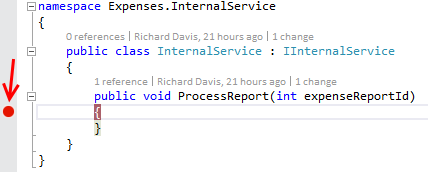 namespace Expenses.InternalService
{
0 references | Richard Davis, 21 hours ago | 1 change
public class InternalService : IInternalService
{
1 reference | Richard Davis, 21 hours ago | 1 change
public void ProcessReport(int expenseReportId)
{
}
}
}